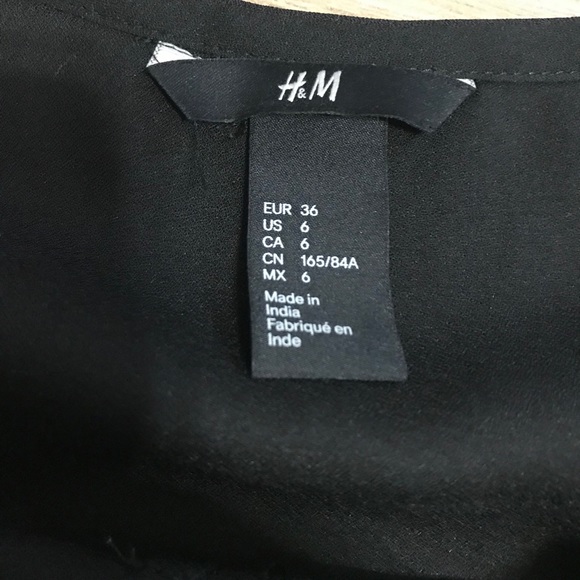 H&M
EUR 36
US 6
CA 6
CN 165/84A
MX 6
Made in
India
Fabriqué en
Inde